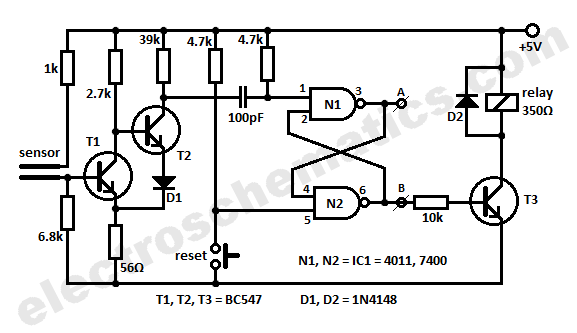 39k
4.7k
4.7k
+5V
1k
2.7k
1
N1
3
A
2
100pF
relay
350Ω
D2
T1
T2
sensor
D1
4
N2
6
B
5
10k
T3
6.8k
56Ω
reset
N1, N2 = IC1 = 4011, 7400
T1, T2, T3 = BC547
D1, D2 = 1N4148
electroschematics.com